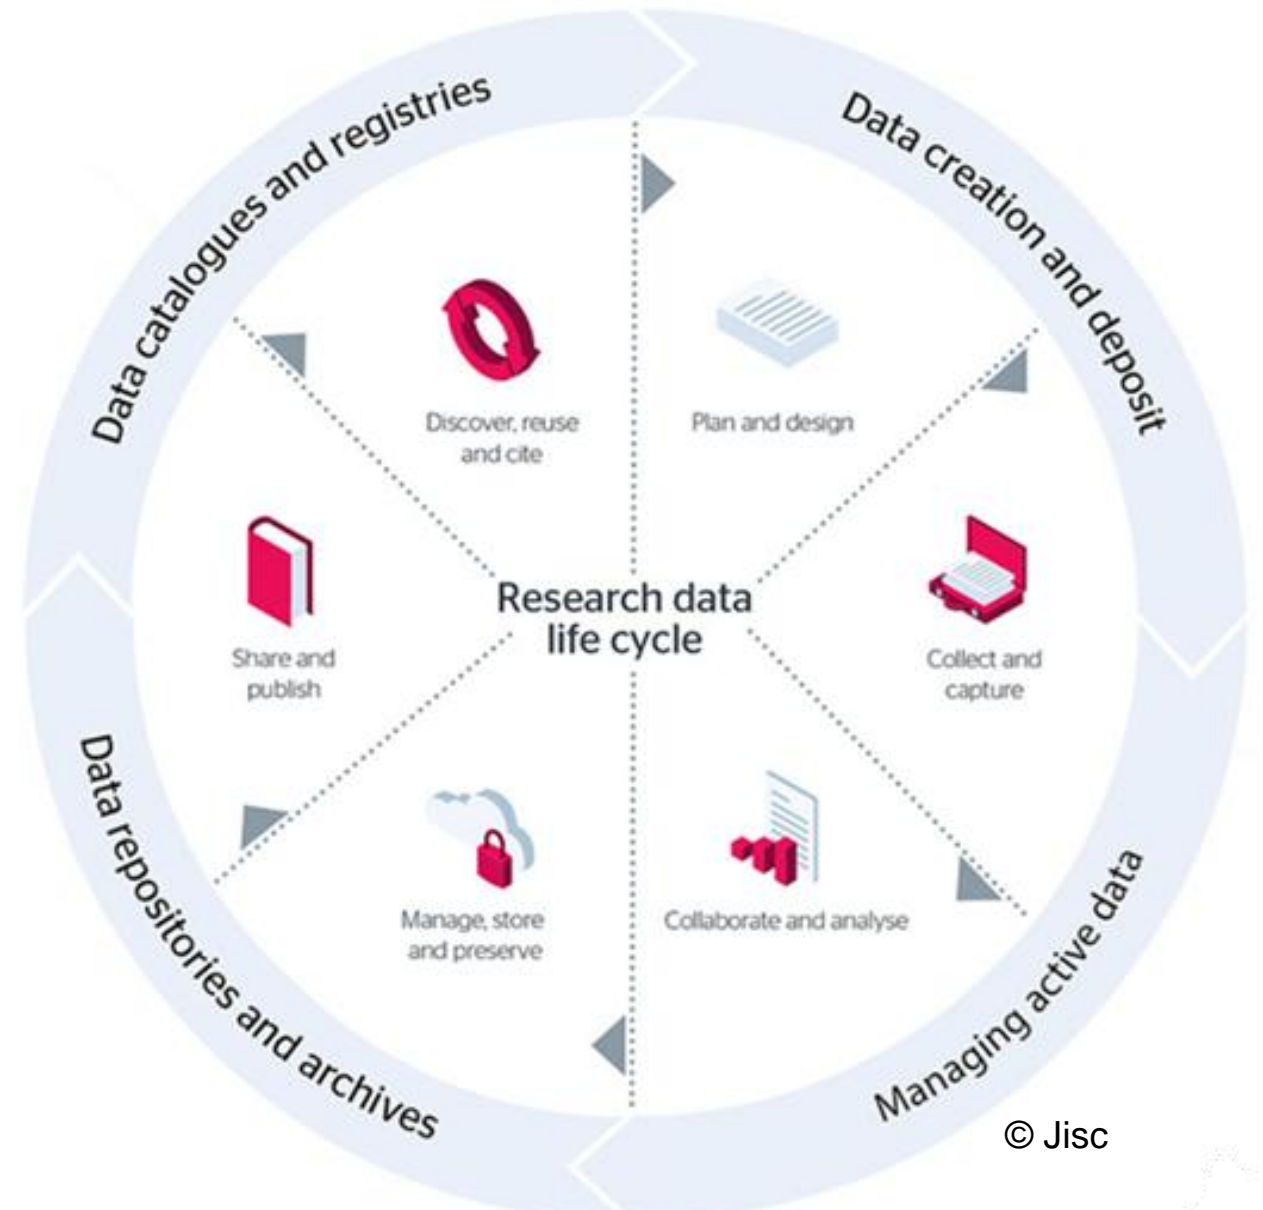 Data catalogues and registries
Data creation and deposit
Discover, reuse
and cite
Plan and design
Research data
life cycle
Share and
publish
Collect and
capture
Manage, store
and preserve
Collaborate and analyse
Data repositories and archives
Managing active data
© Jisc